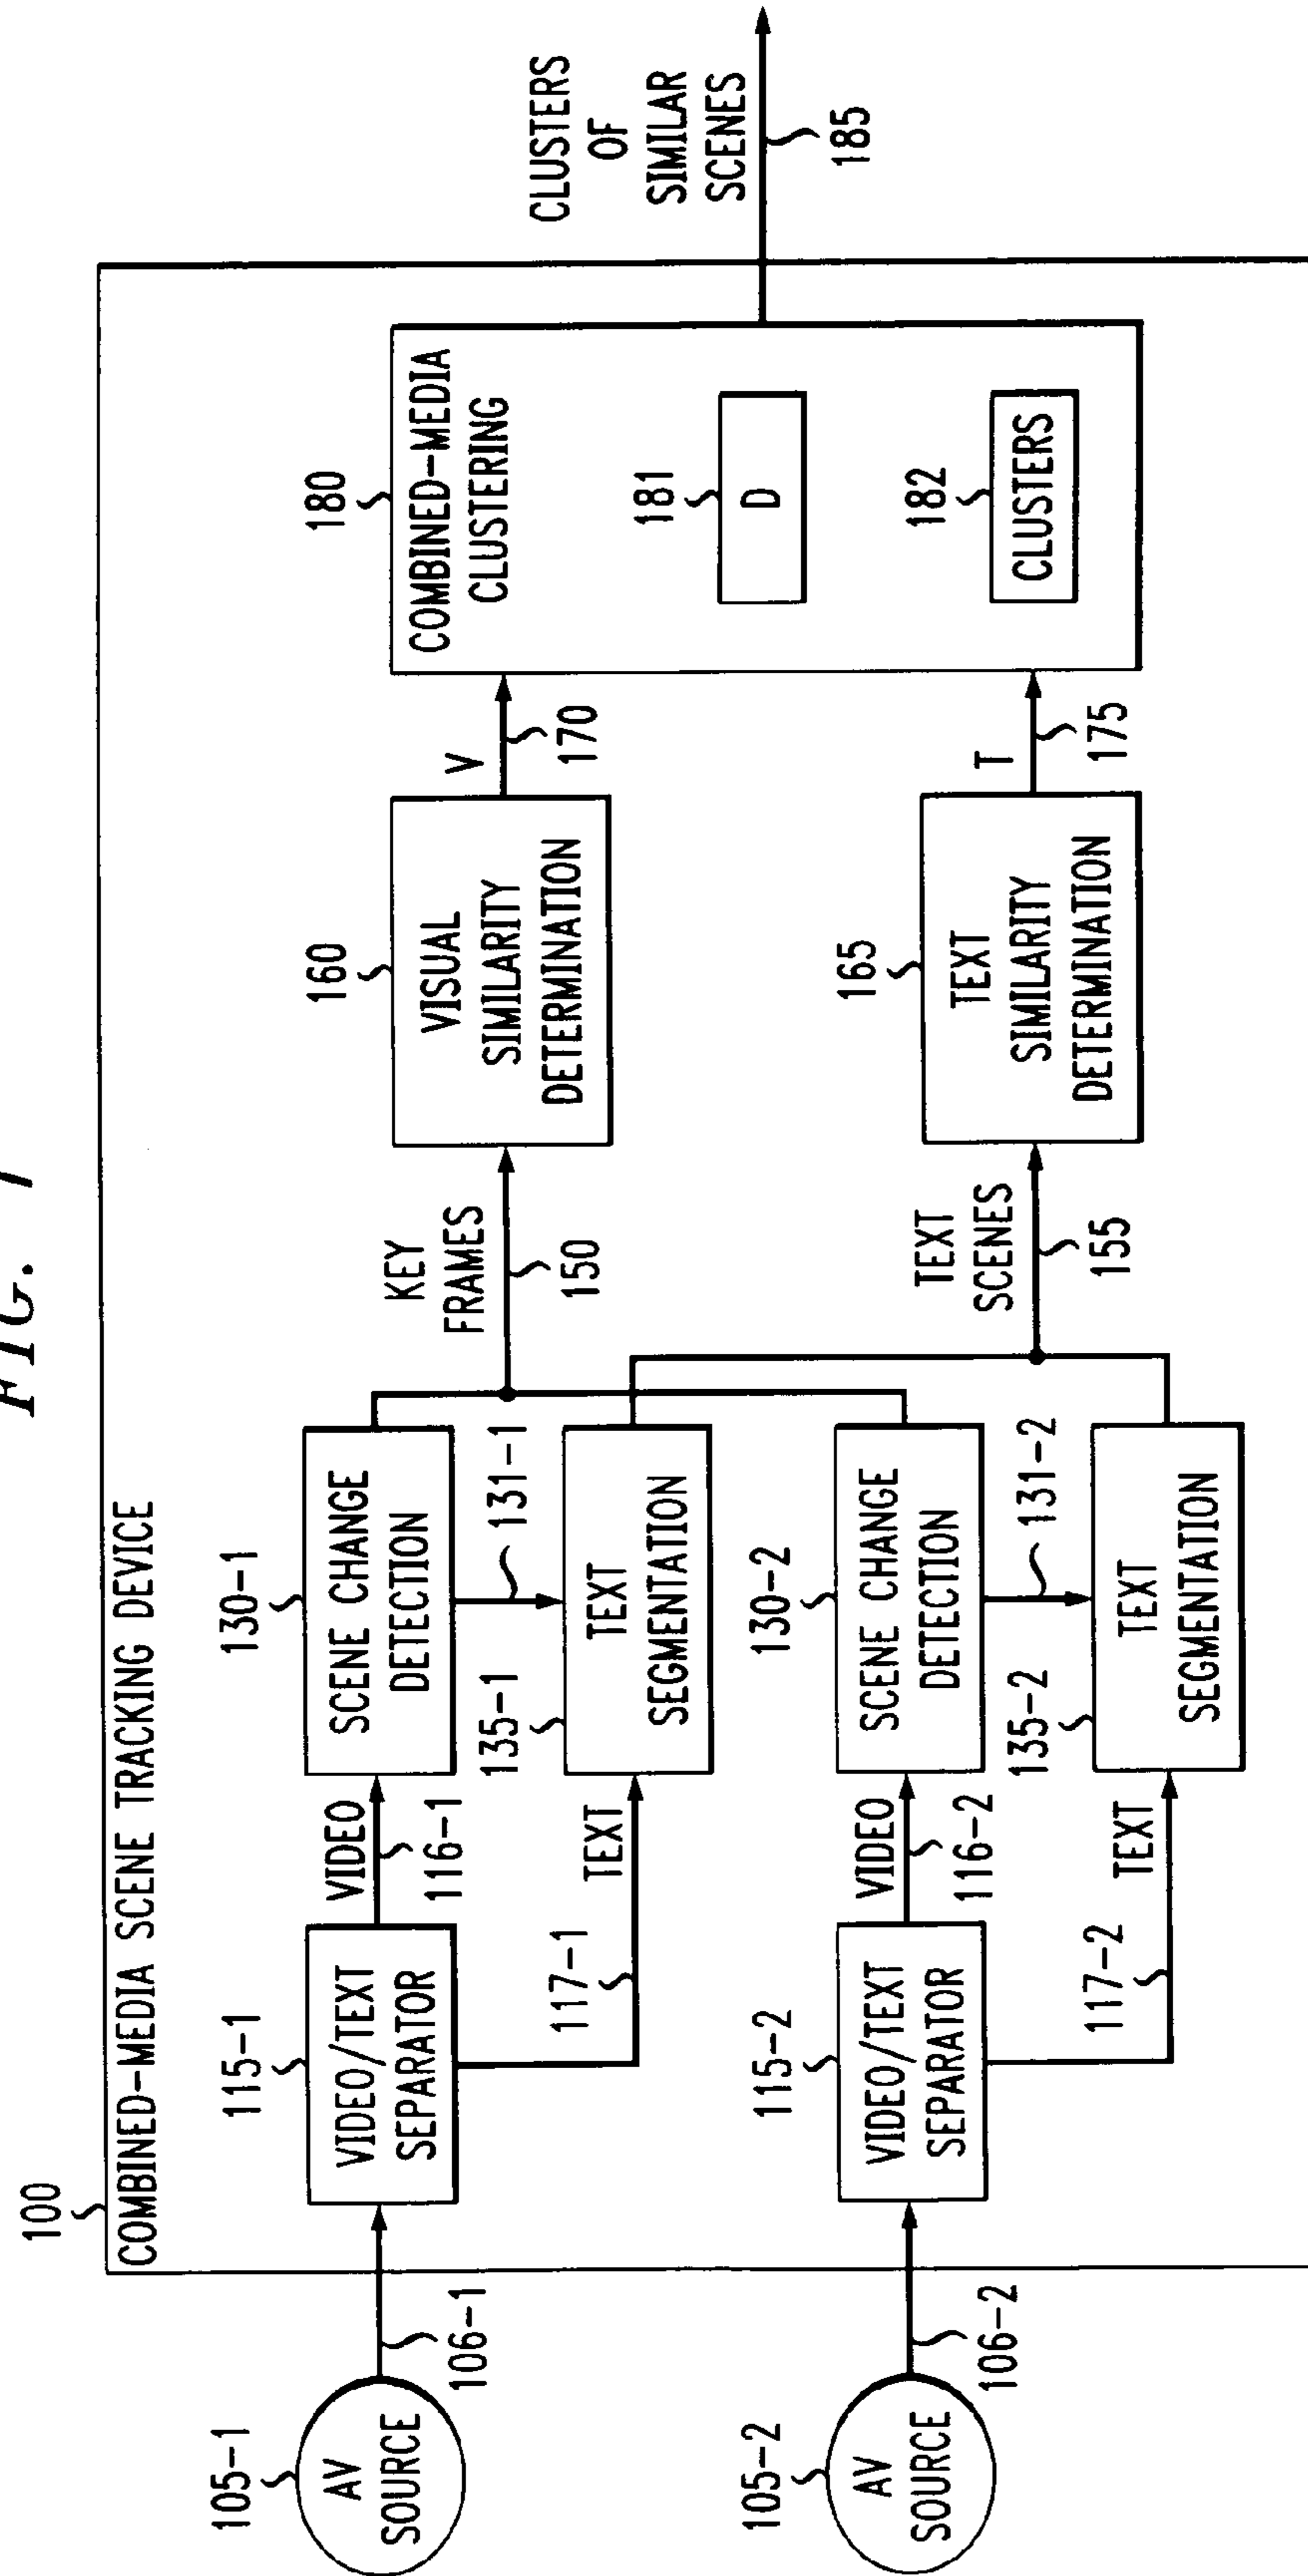 FIG. 1
100
COMBINED-MEDIA SCENE TRACKING DEVICE
105-1
AV
SOURCE
106-1
115-1
VIDEO/TEXT
SEPARATOR
VIDEO
116-1
117-1
TEXT
130-1
SCENE CHANGE
DETECTION
131-1
135-1
TEXT
SEGMENTATION
KEY
FRAMES
150
160
VISUAL
SIMILARITY
DETERMINATION
V
170
180
COMBINED-MEDIA
CLUSTERING
181
D
182
CLUSTERS
CLUSTERS
OF
SIMILAR
SCENES
185
105-2
AV
SOURCE
106-2
115-2
VIDEO/TEXT
SEPARATOR
VIDEO
116-2
117-2
TEXT
130-2
SCENE CHANGE
DETECTION
131-2
135-2
TEXT
SEGMENTATION
TEXT
SCENES
155
165
TEXT
SIMILARITY
DETERMINATION
T
175